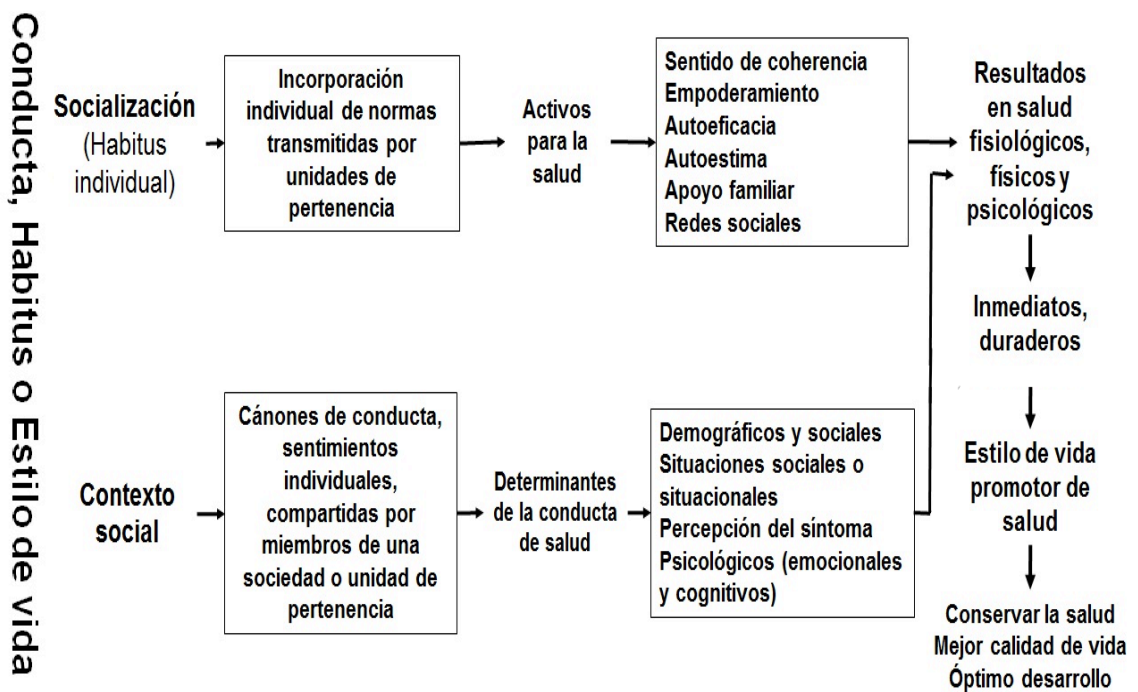 Conducta, Habitus o Estilo de vida
Socialización
(Habitus
individual)
Incorporación
individual de normas
transmitidas por
unidades de
pertenencia
Activos
para la
salud
Sentido de coherencia
Empoderamiento
Autoeficacia
Autoestima
Apoyo familiar
Redes sociales
Resultados
en salud
fisiológicos,
físicos y
psicológicos
Inmediatos,
duraderos
Estilo de vida
promotor de
salud
Conservar la salud
Mejor calidad de vida
Óptimo desarrollo
Contexto
social
Cánones de conducta,
sentimientos
individuales,
compartidas por
miembros de una
sociedad o unidad de
pertenencia
Determinantes
de la conducta
de salud
Demográficos y sociales
Situaciones sociales o
situacionales
Percepción del síntoma
Psicológicos (emocionales
y cognitivos)